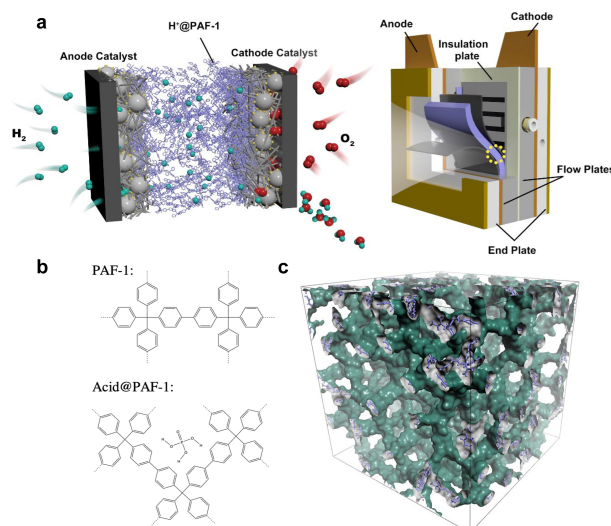 a
H⁺@PAF-1
Anode Catalyst
Cathode Catalyst
H₂
O₂
Anode
Cathode
Insulation
plate
Flow Plates
End Plate
b
PAF-1:
Acid@PAF-1:
c